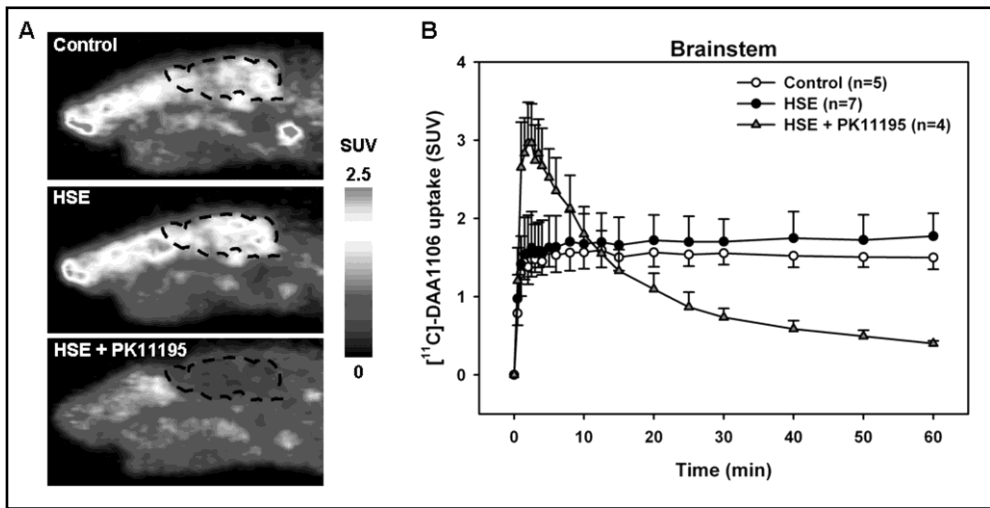 A
Control
HSE
HSE + PK11195
SUV
2.5
0
B
Brainstem
Control (n=5)
HSE (n=7)
HSE + PK11195 (n=4)
[¹¹C]-DAA1106 uptake (SUV)
4
3
2
1
0
0 10 20 30 40 50 60
Time (min)